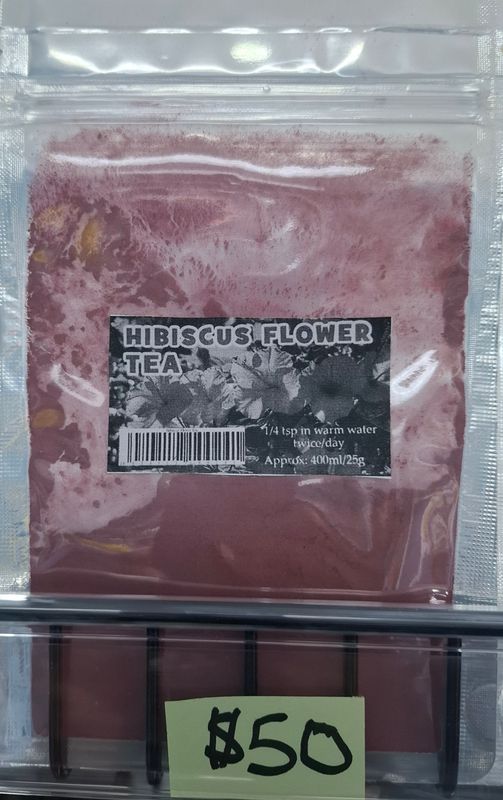 HIBISCUS FLOWER
TEA
1/4 tsp in warm water
twice/day
Approx: 400ml/25g
$50